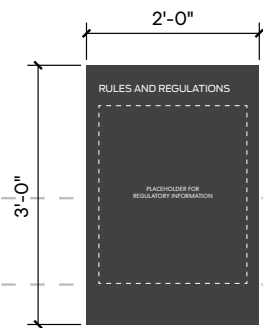 2'-0"
RULES AND REGULATIONS
3'-0"
PLACEHOLDER FOR
REGULATORY INFORMATION